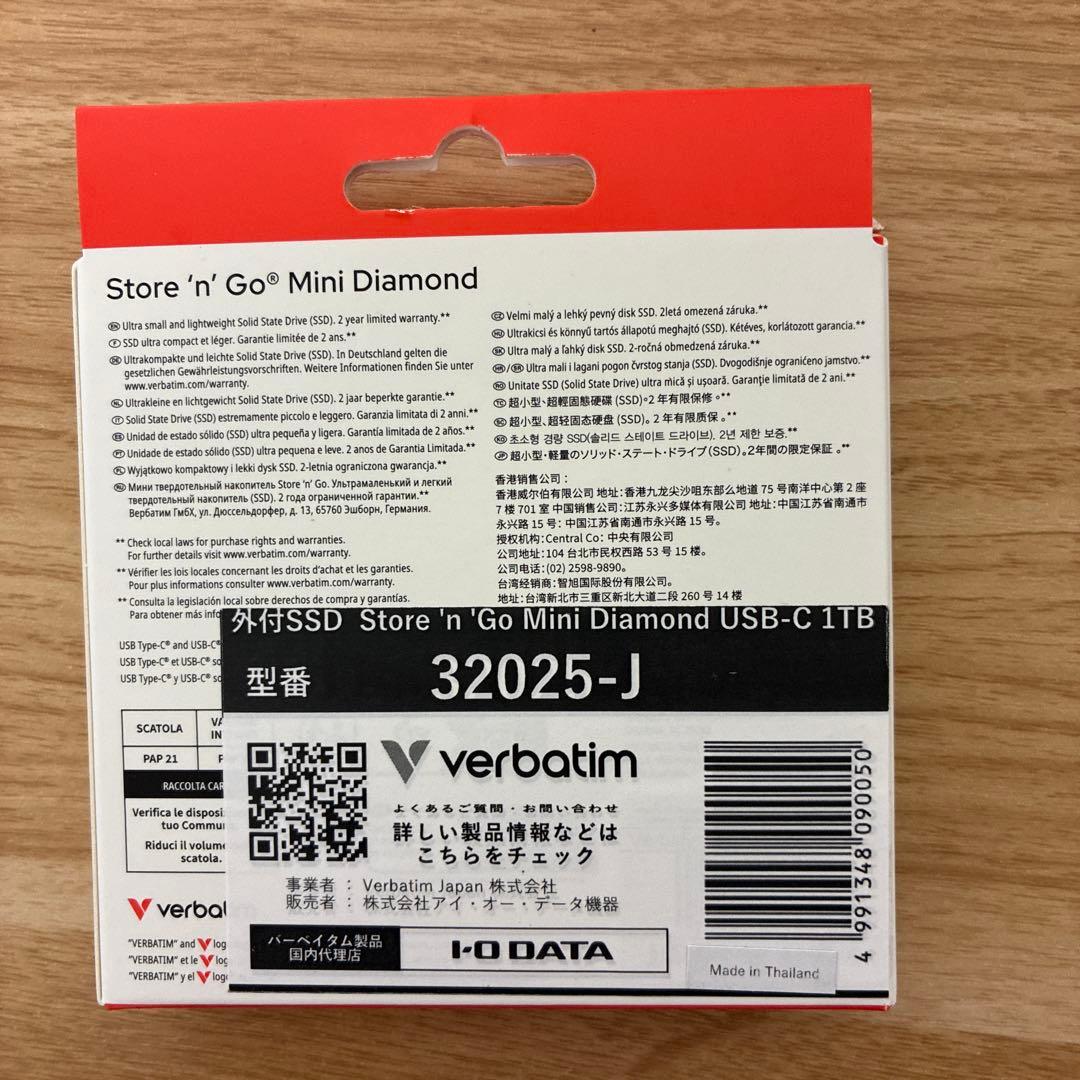 Store ‘n’ Go® Mini Diamond
EN Ultra small and lightweight Solid State Drive (SSD). 2 year limited warranty.**
F SSD ultra compact et léger. Garantie limitée de 2 ans.**
DE Ultrakompakte und leichte Solid State Drive (SSD). In Deutschland gelten die
gesetzlichen Gewährleistungsvorschriften. Weitere Informationen finden Sie unter
www.verbatim.com/warranty.
NL Ultrakleine en lichtgewicht Solid State Drive (SSD). 2 jaar beperkte garantie.**
IT Solid State Drive (SSD) estremamente piccolo e leggero. Garanzia limitata di 2 anni.**
ES Unidad de estado sólido (SSD) ultra pequeña y ligera. Garantía limitada de 2 años.**
PT Unidade de estado sólido (SSD) ultra pequena e leve. 2 anos de Garantia Limitada.**
PL Wyjątkowo kompaktowy i lekki dysk SSD. 2-letnia ograniczona gwarancja.**
RU Мини твердотельный накопитель Store ‘n’ Go. Ультрамаленький и легкий
твердотельный накопитель (SSD). 2 года ограниченной гарантии.**
Вербатим ГмбХ, ул. Дюссельдорфер, д. 13, 65760 Эшборн, Германия.
** Check local laws for purchase rights and warranties.
For further details visit www.verbatim.com/warranty.
** Vérifier les lois locales concernant les droits d’achat et les garanties.
Pour plus informations consulter www.verbatim.com/warranty.
** Consulta la legislación local sobre derechos de compra y garantías.
Para obtener más info
USB Type-C® and USB-C®
USB Type-C® et USB-C® so
USB Type-C® y USB-C® so
CZ Velmi malý a lehký pevný disk SSD. 2letá omezená záruka.**
HU Ultrakicsi és könnyű tartós állapotú meghajtó (SSD). Kétéves, korlátozott garancia.**
SK Ultra malý a ľahký disk SSD. 2-ročná obmedzená záruka.**
HR/SR Ultra mali i lagani pogon čvrstog stanja (SSD). Dvogodišnje ograničeno jamstvo.**
RO Unitate SSD (Solid State Drive) ultra mică și ușoară. Garanție limitată de 2 ani.**
TC 超小型、超輕固態硬碟 (SSD)。2 年有限保修。**
SC 超小型、超轻固态硬盘 (SSD)。2 年有限质保。**
KO 초소형 경량 SSD(솔리드 스테이트 드라이브). 2년 제한 보증.**
JP 超小型・軽量のソリッド・ステート・ドライブ（SSD）。2年間の限定保証。**
香港销售公司：
香港威尔伯有限公司 地址：香港九龙尖沙咀东部么地道 75 号南洋中心第 2 座
7 楼 701 室 中国销售公司：江苏永兴多媒体有限公司 地址：中国江苏省南通市
永兴路 15 号： 中国江苏省南通市永兴路 15 号。
授权机构：Central Co： 中央有限公司
公司地址：104 台北市民权西路 53 号 15 楼。
公司电话：(02) 2598-9890。
台湾经销商：智旭国际股份有限公司。
地址：台湾新北市三重区新北大道二段 260 号 14 楼
外付SSD Store 'n 'Go Mini Diamond USB-C 1TB
型番 32025-J
verbatim
よくあるご質問・お問い合わせ
詳しい製品情報などは
こちらをチェック
事業者 ： Verbatim Japan 株式会社
販売者 ： 株式会社アイ・オー・データ機器
バーベイタム製品
国内代理店
I-O DATA
4 991348 090050
Made in Thailand
SCATOLA
VA
IN
PAP 21
P
RACCOLTA CAR
Verifica le disposi
tuo Comu
Riduci il volume
scatola.
verba
“VERBATIM” and V log
“VERBATIM” et le V log
“VERBATIM” y el V logo